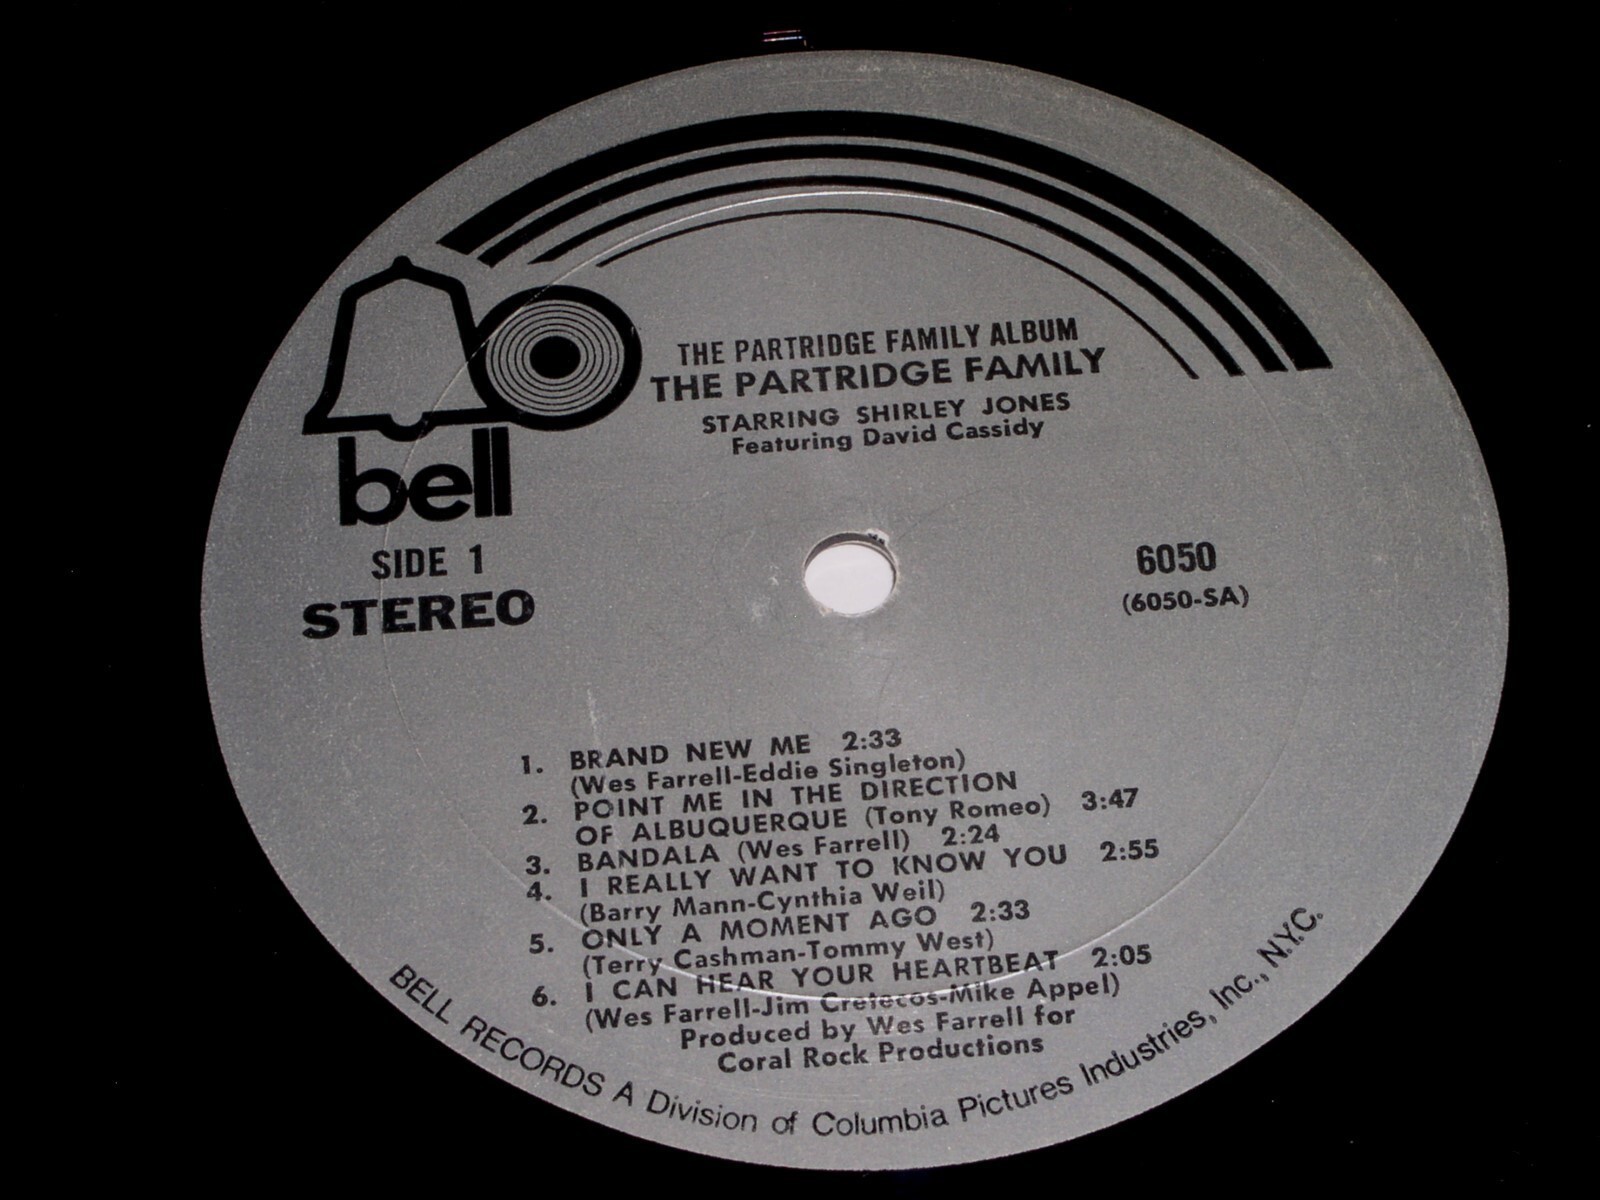 THE PARTRIDGE FAMILY ALBUM
THE PARTRIDGE FAMILY
STARRING SHIRLEY JONES
Featuring David Cassidy
bell
SIDE 1
STEREO
6050
(6050-SA)
1. BRAND NEW ME 2:33
(Wes Farrell-Eddie Singleton)
2. POINT ME IN THE DIRECTION
OF ALBUQUERQUE (Tony Romeo) 3:47
3. BANDALA (Wes Farrell) 2:24
4. I REALLY WANT TO KNOW YOU 2:55
(Barry Mann-Cynthia Weil)
5. ONLY A MOMENT AGO 2:33
(Terry Cashman-Tommy West)
6. I CAN HEAR YOUR HEARTBEAT 2:05
(Wes Farrell-Jim Cretecos-Mike Appel)
Produced by Wes Farrell for
Coral Rock Productions
BELL RECORDS A Division of Columbia Pictures Industries, Inc., N.Y.C.